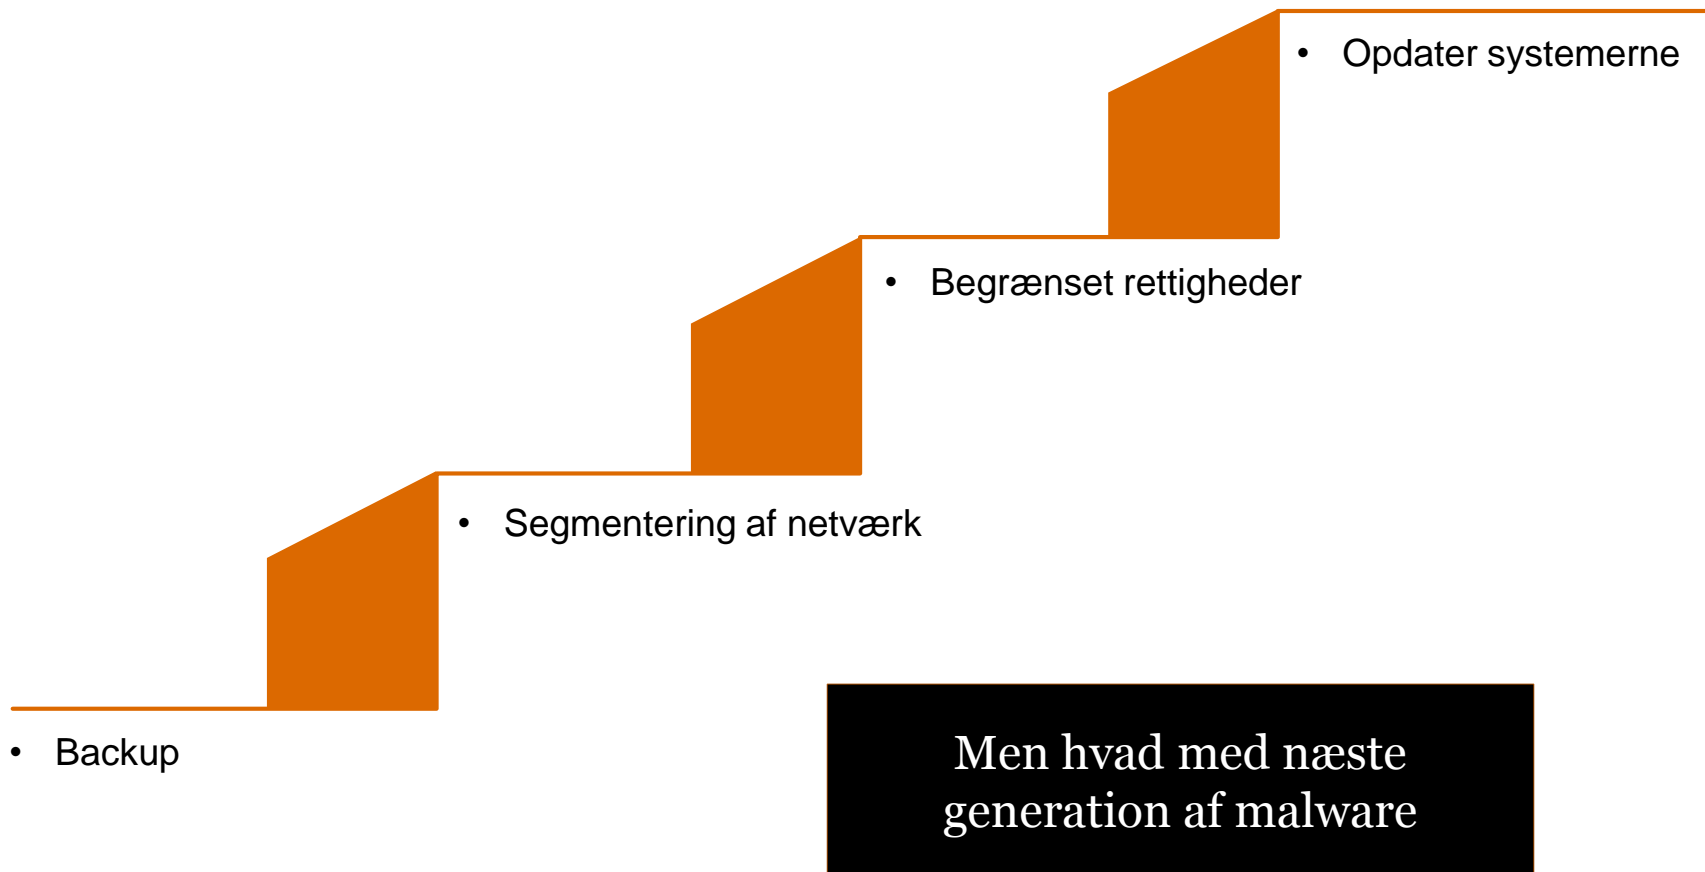 • Opdater systemerne
• Begrænset rettigheder
• Segmentering af netværk
• Backup
Men hvad med næste
generation af malware